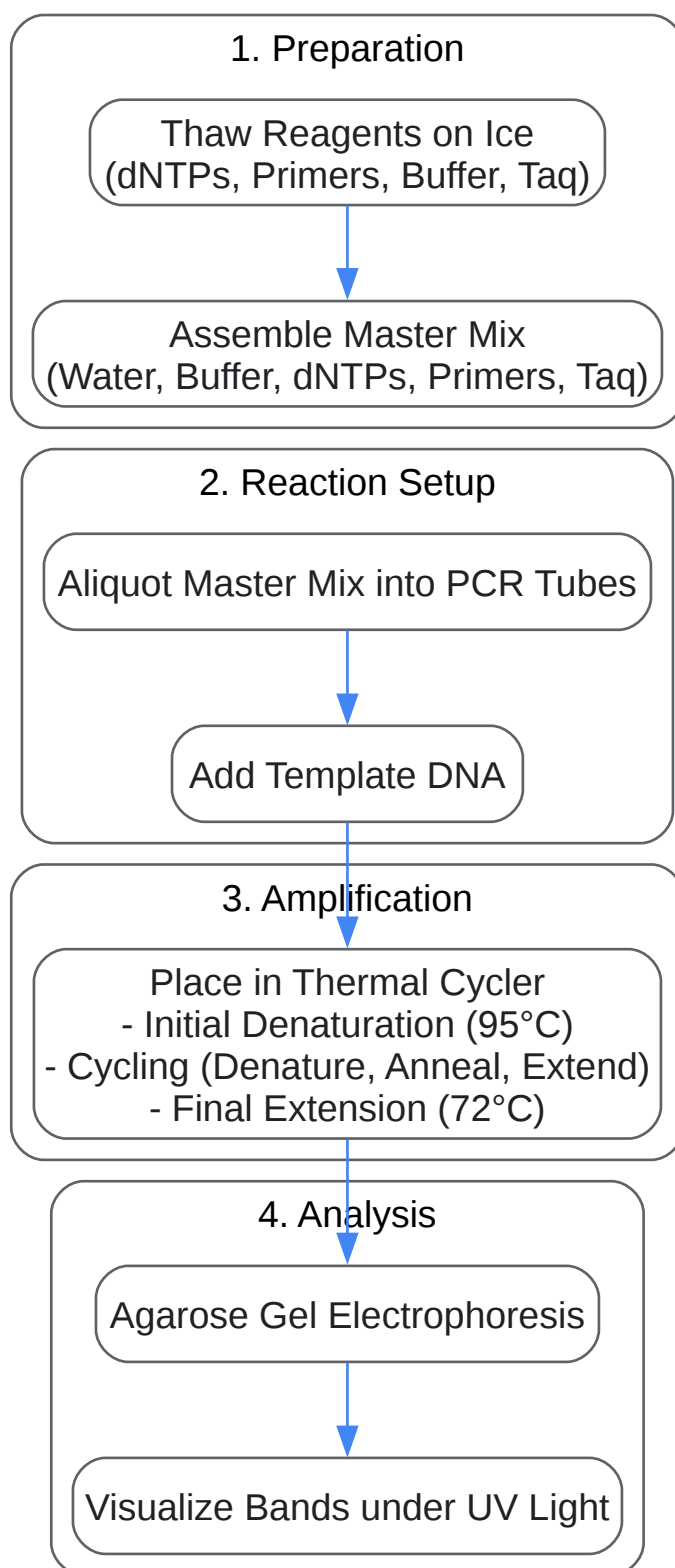 1. Preparation
Thaw Reagents on Ice
(dNTPs, Primers, Buffer, Taq)
Assemble Master Mix
(Water, Buffer, dNTPs, Primers, Taq)
2. Reaction Setup
Aliquot Master Mix into PCR Tubes
Add Template DNA
3. Amplification
Place in Thermal Cycler
- Initial Denaturation (95°C)
- Cycling (Denature, Anneal, Extend)
- Final Extension (72°C)
4. Analysis
Agarose Gel Electrophoresis
Visualize Bands under UV Light